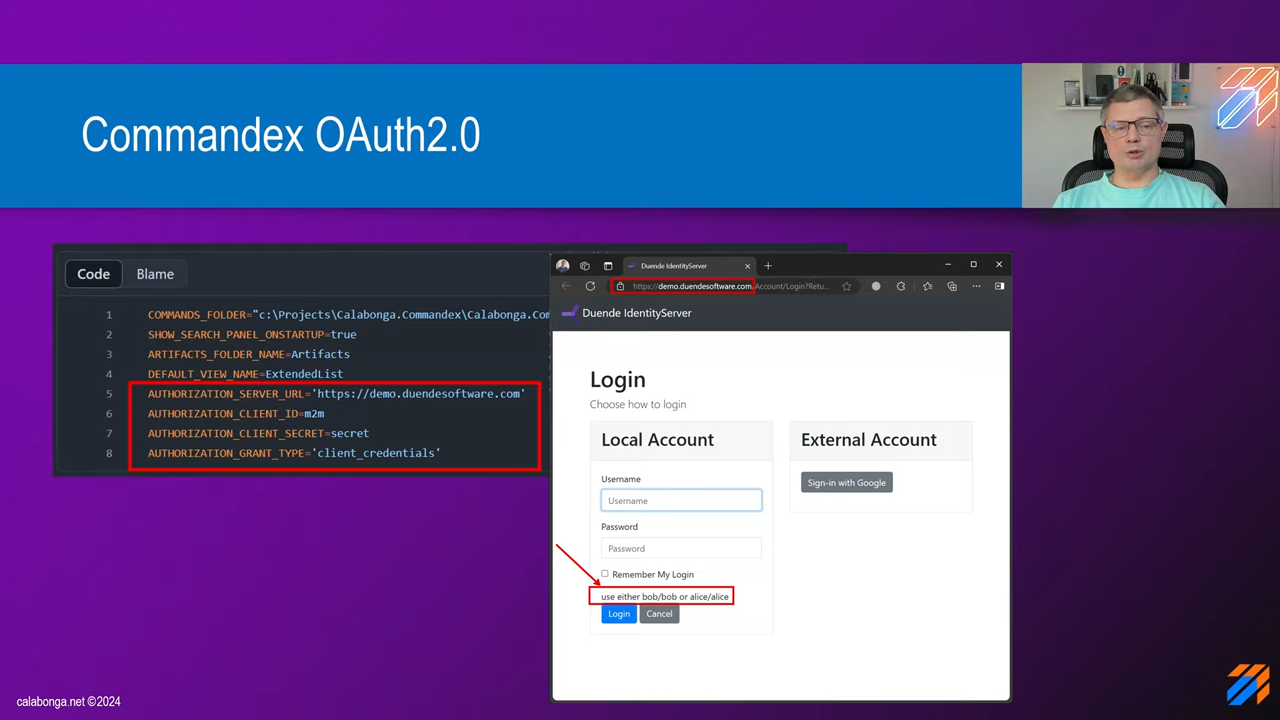 Commandex OAuth2.0
Code
Blame
1 COMMANDS_FOLDER="c:\Projects\Calabonga.Commandex\Calabonga.Com
2 SHOW_SEARCH_PANEL_ONSTARTUP=true
3 ARTIFACTS_FOLDER_NAME=Artifacts
4 DEFAULT_VIEW_NAME=ExtendedList
5 AUTHORIZATION_SERVER_URL='https://demo.duendesoftware.com'
6 AUTHORIZATION_CLIENT_ID=m2m
7 AUTHORIZATION_CLIENT_SECRET=secret
8 AUTHORIZATION_GRANT_TYPE='client_credentials'
Duende IdentityServer
https://demo.duendesoftware.com/Account/Login?Retu...
Duende IdentityServer
Login
Choose how to login
Local Account
Username
Username
Password
Password
Remember My Login
use either bob/bob or alice/alice
Login
Cancel
External Account
Sign-in with Google
calabonga.net ©2024